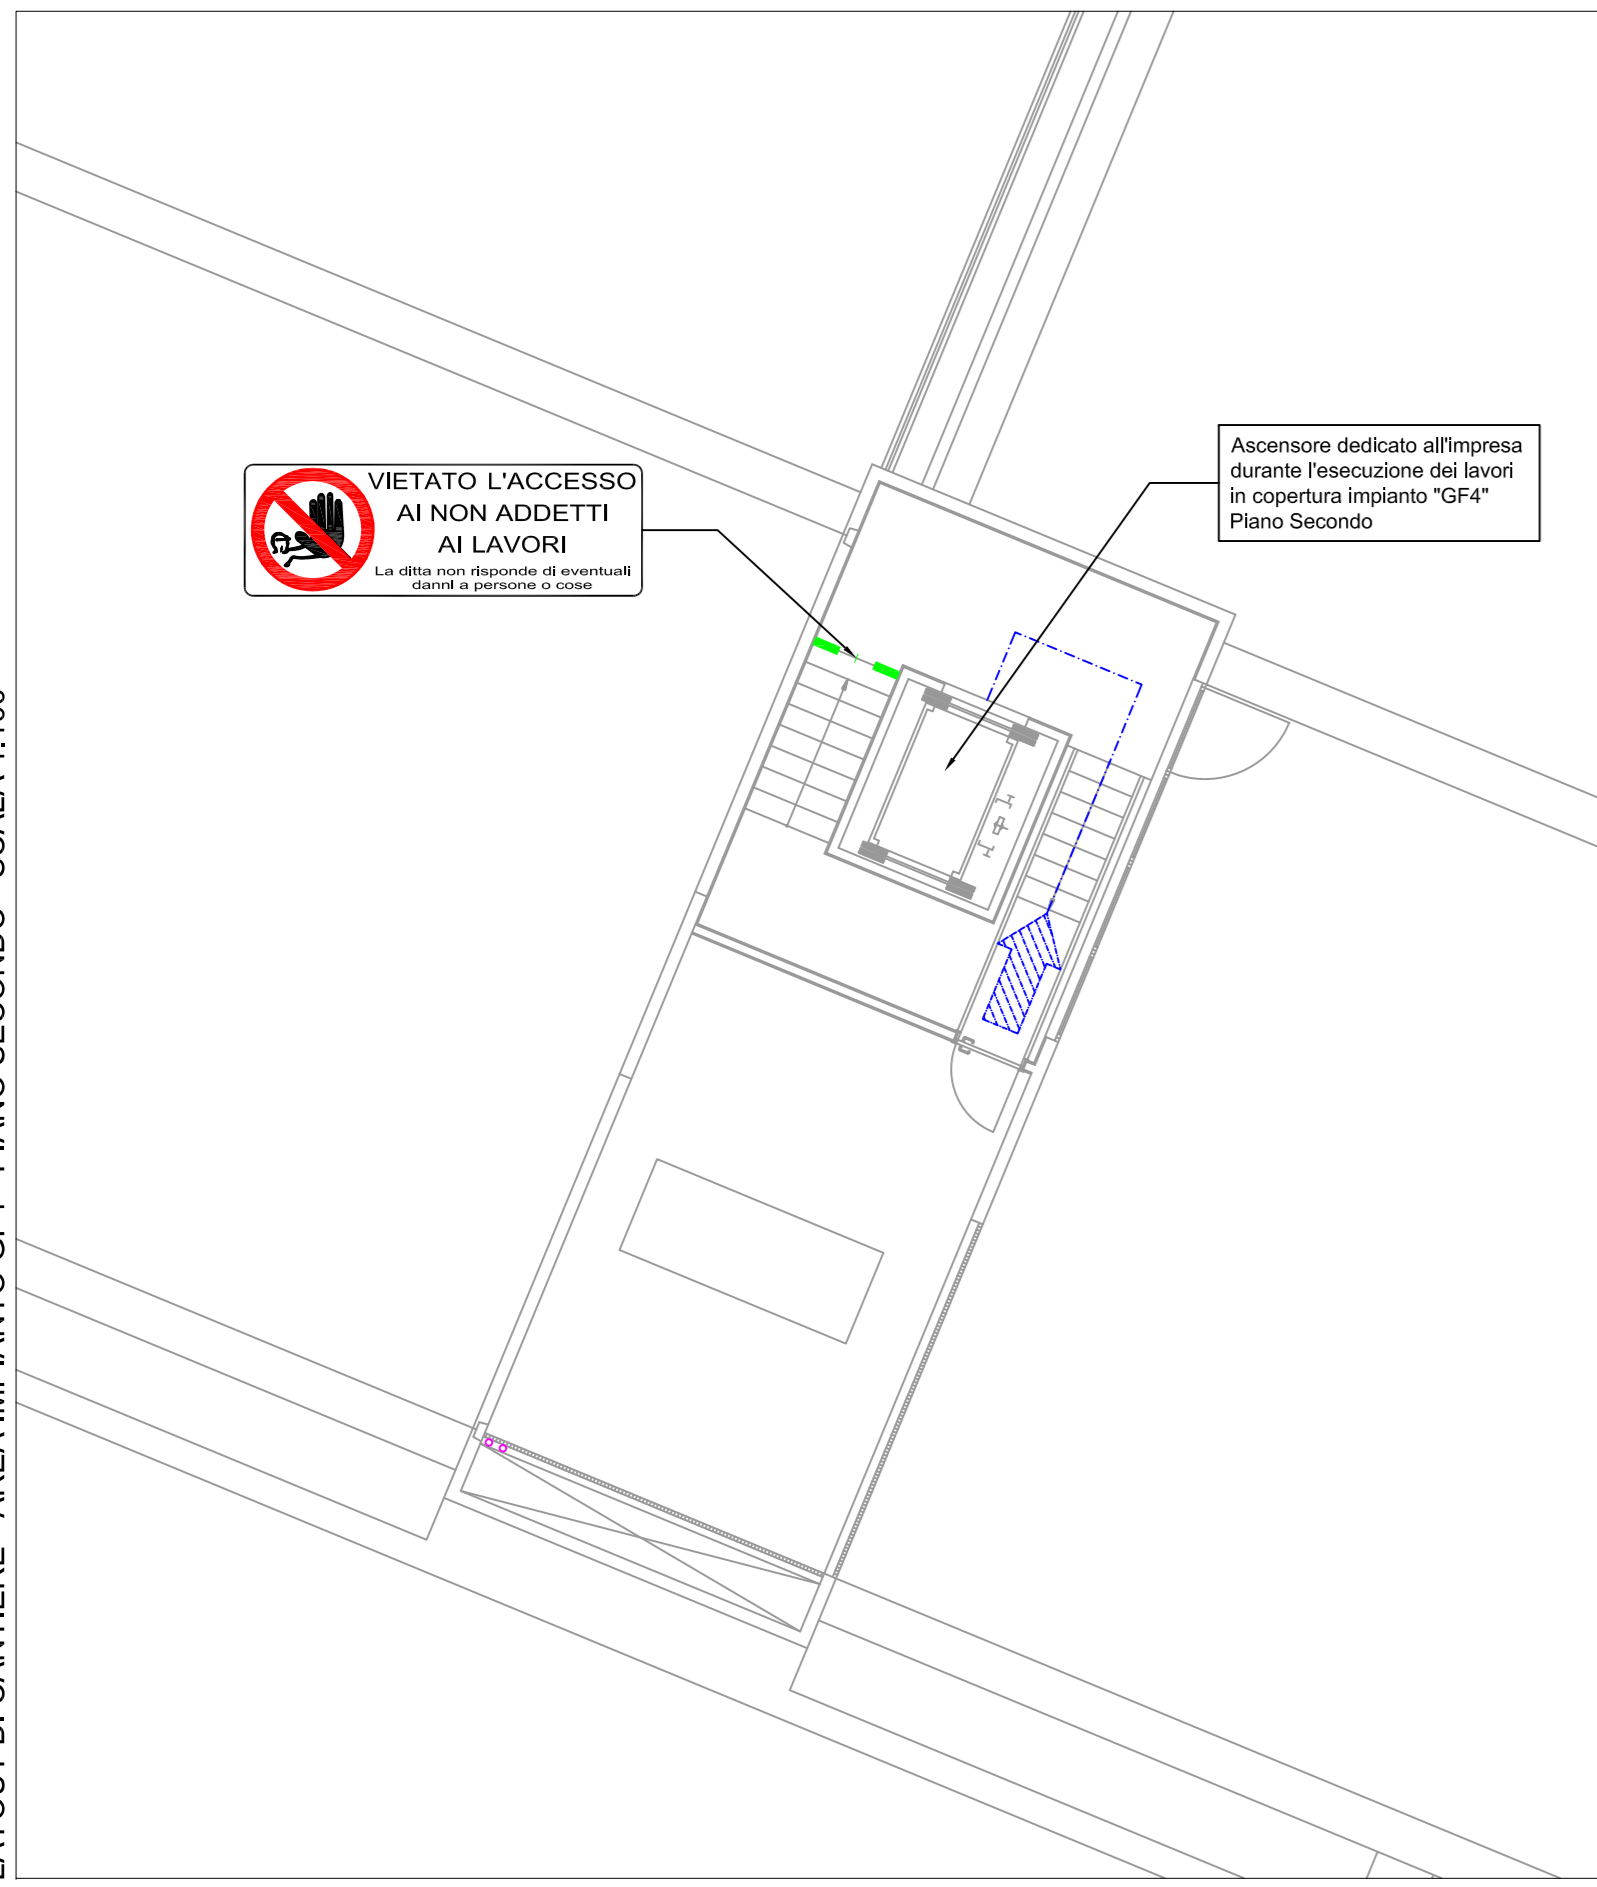 VIETATO L'ACCESSO
AI NON ADDETTI
AI LAVORI
La ditta non risponde di eventuali
danni a persone o cose
Ascensore dedicato all'impresa
durante l'esecuzione dei lavori
in copertura impianto "GF4"
Piano Secondo